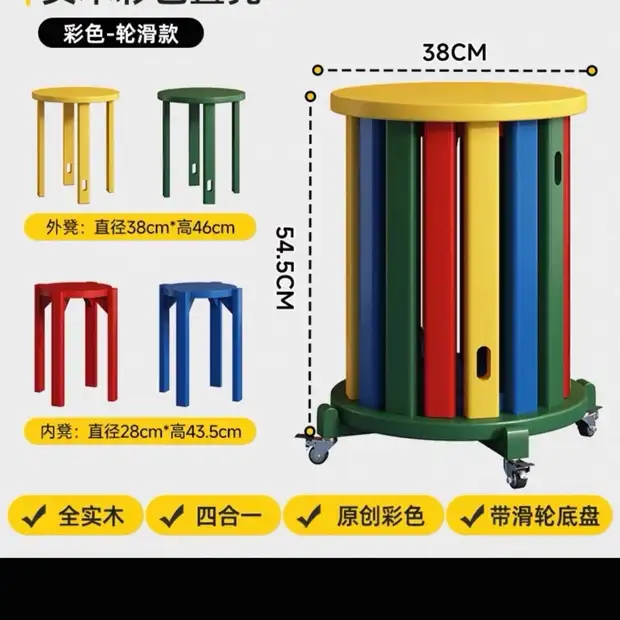 彩色-轮滑款
38CM
54.5CM
外凳：直径38cm*高46cm
内凳：直径28cm*高43.5cm
全实木
四合一
原创彩色
带滑轮底盘